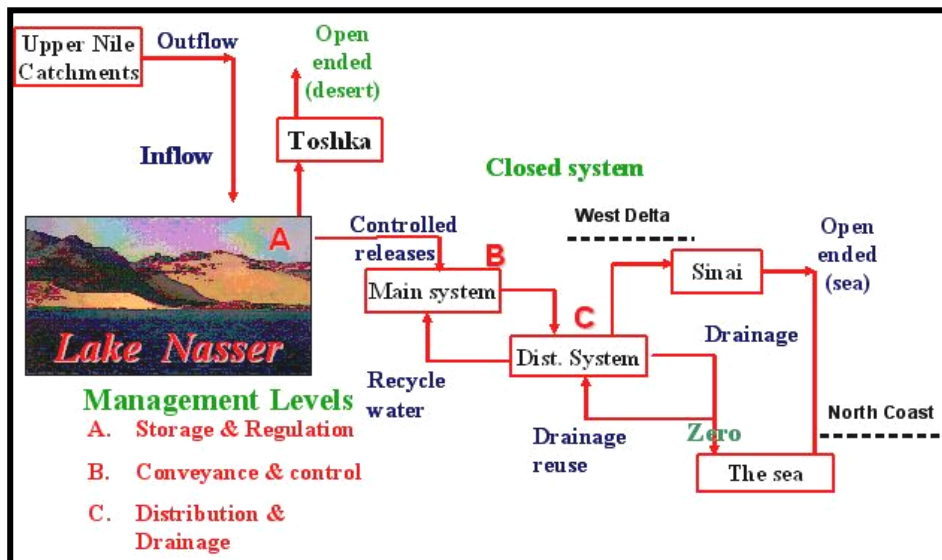 Upper Nile
Catchments
Outflow
Open
ended
(desert)
Toshka
Inflow
Closed system
West Delta
A
Controlled
releases
B
Sinai
Open
ended
(sea)
Main system
C
Lake Nasser
Dist. System
Drainage
Recycle
water
Management Levels
A. Storage & Regulation
B. Conveyance & control
C. Distribution &
Drainage
Drainage
reuse
Zero
North Coast
The sea